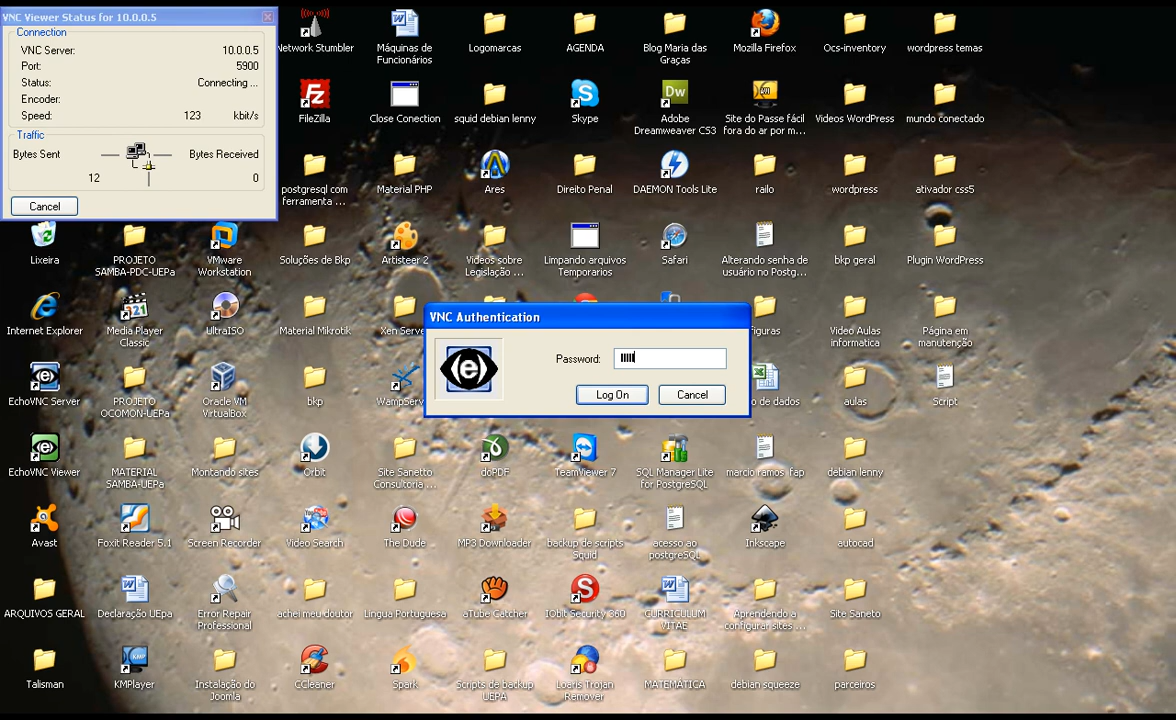 VNC Viewer Status for 10.0.0.5
Connection
VNC Server: 10.0.0.5
Port: 5900
Status: Connecting ...
Encoder:
Speed: 123 kbit/s
Traffic
Bytes Sent Bytes Received
12 0
Cancel
Network Stumbler
Máquinas de
Funcionários
Logomarcas
AGENDA
Blog Maria das
Graças
Mozilla Firefox
Ocs-inventory
wordpress temas
FileZilla
Close Conection
squid debian lenny
Skype
Adobe
Dreamweaver CS3
Site do Passe fácil
fora do ar por m...
Videos WordPress
mundo conectado
postgresql com
ferramenta ...
Material PHP
Ares
Direito Penal
DAEMON Tools Lite
railo
wordpress
ativador css5
Lixeira
PROJETO
SAMBA-PDC-UEPa
VMware
Workstation
Soluções de Bkp
Artisteer 2
Videos sobre
Legislação ...
Limpando arquivos
Temporarios
Safari
Alterando senha de
usuário no Postg...
bkp geral
Plugin WordPress
Internet Explorer
Media Player
Classic
UltraISO
Material Mikrotik
Xen Serve
figuras
Video Aulas
informatica
Página em
manutenção
VNC Authentication
Password:
Log On
Cancel
EchoVNC Server
PROJETO
OCOMON-UEPa
Oracle VM
VirtualBox
bkp
WampServ
o de dados
aulas
Script
EchoVNC Viewer
MATERIAL
SAMBA-UEPa
Montando sites
Orbit
Site Sanetto
Consultoria ...
doPDF
TeamViewer 7
SQL Manager Lite
for PostgreSQL
marcio ramos fap
debian lenny
Avast
Foxit Reader 5.1
Screen Recorder
Video Search
The Dude
MP3 Downloader
backup de scripts
Squid
acesso ao
postgreSQL
Inkscape
autocad
ARQUIVOS GERAL
Declaração UEpa
Error Repair
Professional
achei meu doutor
Lingua Portuguesa
aTube Catcher
IObit Security 360
CURRICULUM
VITAE
Aprendendo a
configurar sites ...
Site Saneto
Talisman
KMPlayer
Instalação do
Joomla
CCleaner
Spark
Scripts de backup
UEPA
Loaris Trojan
Remover
MATEMÁTICA
debian squeeze
parceiros